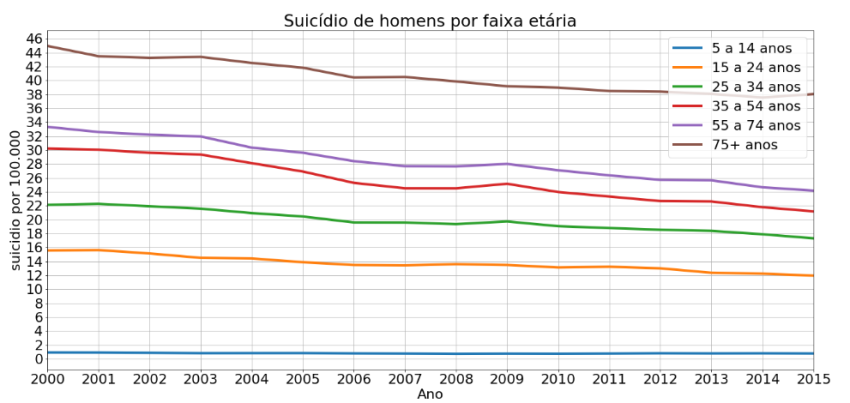 Suicídio de homens por faixa etária
suicidio por 100.000
46
44
42
40
38
36
34
32
30
28
26
24
22
20
18
16
14
12
10
8
6
4
2
0
5 a 14 anos
15 a 24 anos
25 a 34 anos
35 a 54 anos
55 a 74 anos
75+ anos
2000 2001 2002 2003 2004 2005 2006 2007 2008 2009 2010 2011 2012 2013 2014 2015
Ano